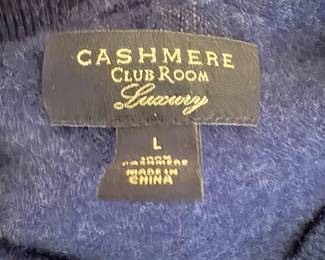 CASHMERE
CLUB ROOM
Luxury
L
100%
CASHMERE
MADE IN
CHINA